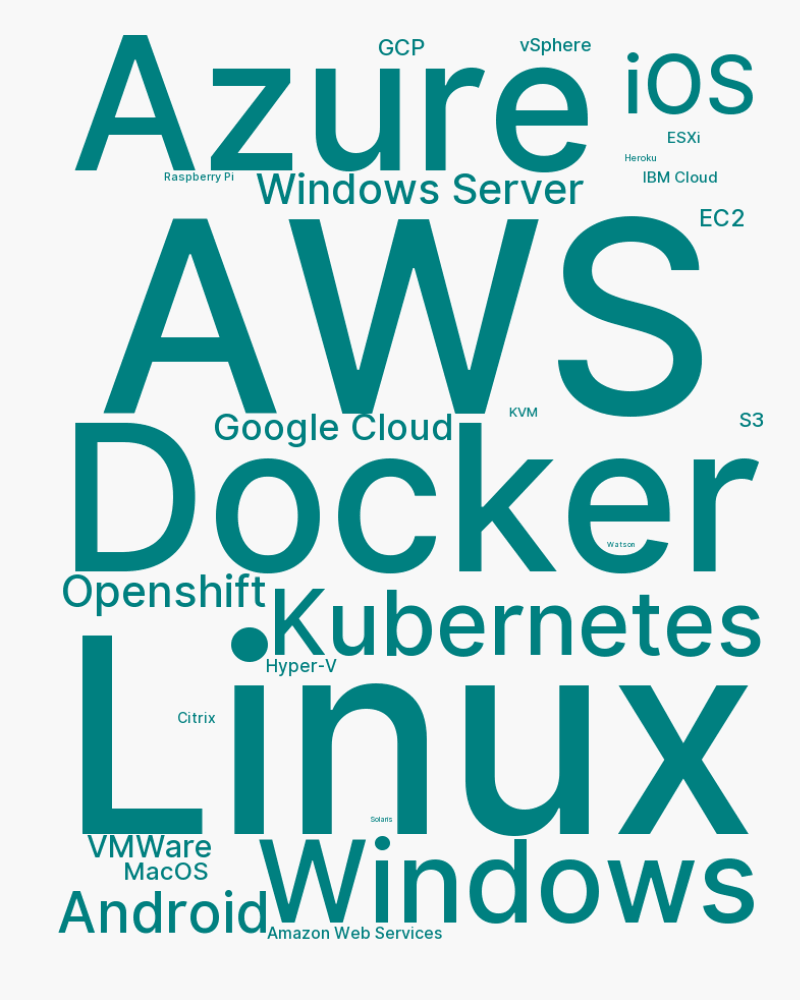 GCP
vSphere
Azure
iOS
ESXi
Heroku
Raspberry Pi
IBM Cloud
Windows Server
EC2
AWS
KVM
S3
Google Cloud
Docker
Watson
Openshift
Kubernetes
Hyper-V
Linux
Citrix
Solaris
VMWare
MacOS
Windows
Android
Amazon Web Services